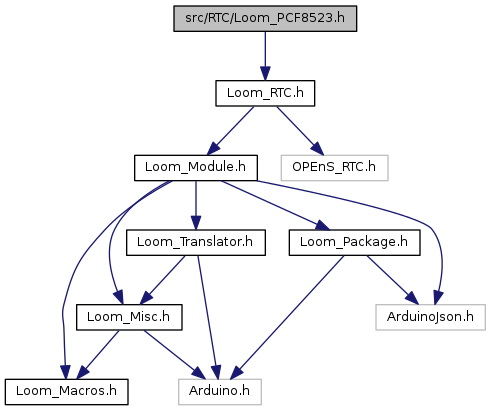 src/RTC/Loom_PCF8523.h
Loom_RTC.h
Loom_Module.h
OPEnS_RTC.h
Loom_Translator.h
Loom_Package.h
Loom_Misc.h
ArduinoJson.h
Loom_Macros.h
Arduino.h